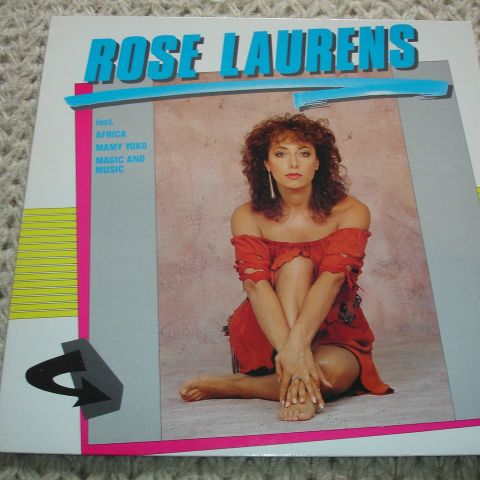 ROSE LAURENS
incl.
AFRICA
MAMY YOKO
MAGIC AND
MUSIC